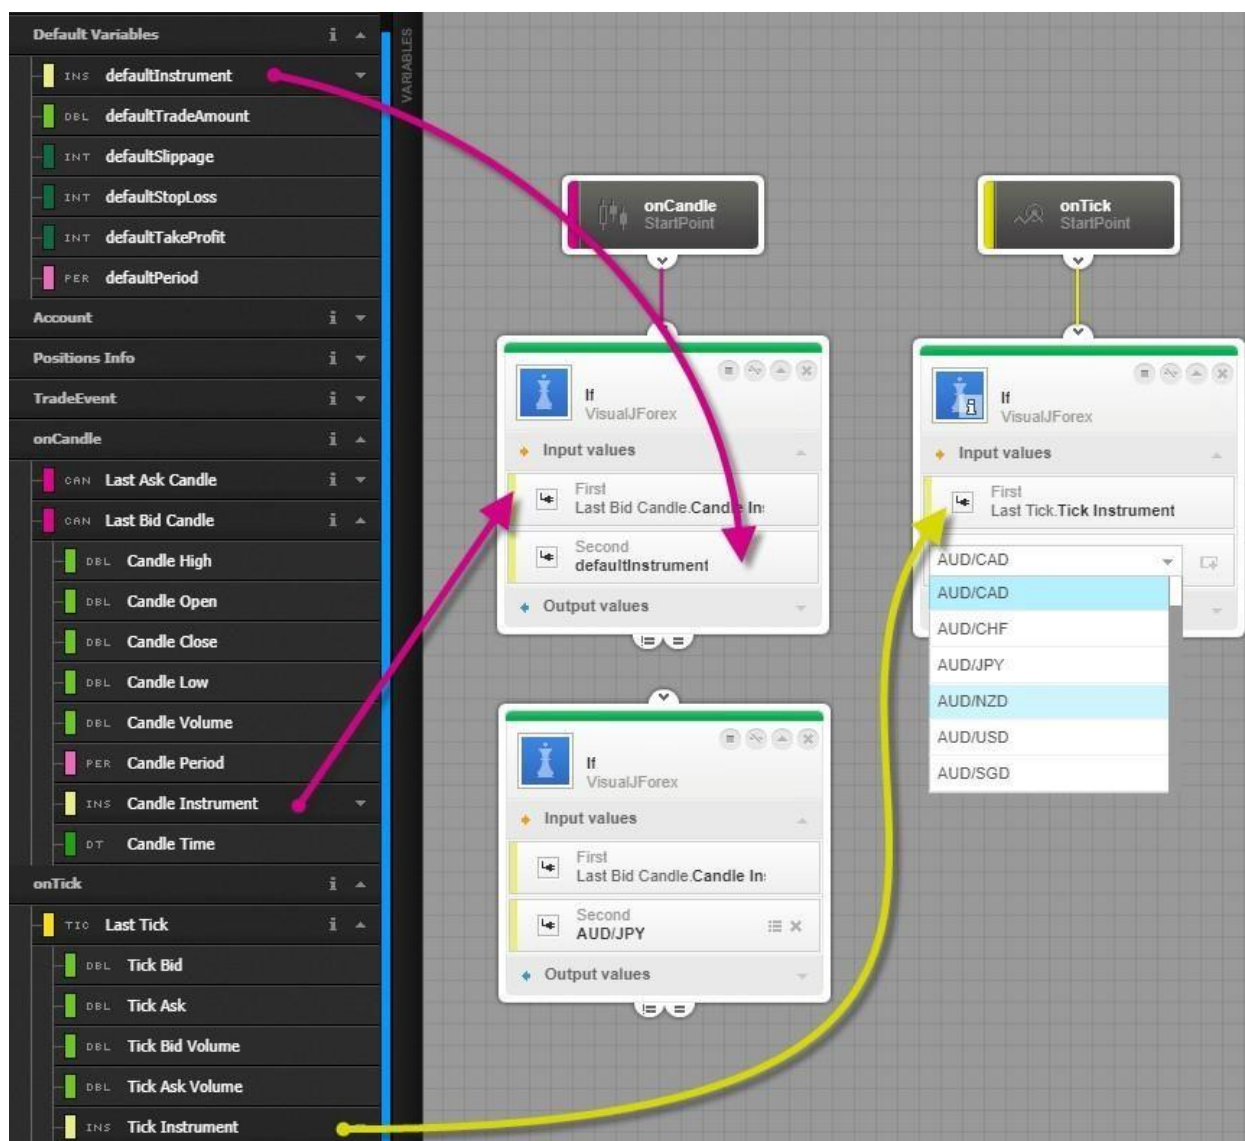 Default Variables
INS defaultInstrument
DBL defaultTradeAmount
INT defaultSlippage
INT defaultStopLoss
INT defaultTakeProfit
PER defaultPeriod
Account
Positions Info
TradeEvent
onCandle
CAN Last Ask Candle
CAN Last Bid Candle
DBL Candle High
DBL Candle Open
DBL Candle Close
DBL Candle Low
DBL Candle Volume
PER Candle Period
INS Candle Instrument
DT Candle Time
onTick
TIC Last Tick
DBL Tick Bid
DBL Tick Ask
DBL Tick Bid Volume
DBL Tick Ask Volume
INS Tick Instrument
VARIABLES
onCandle
StartPoint
If
VisualJForex
Input values
First
Last Bid Candle.Candle Ins
Second
defaultInstrument
Output values
!= =
If
VisualJForex
Input values
First
Last Bid Candle.Candle In
Second
AUD/JPY
Output values
!= =
onTick
StartPoint
If
VisualJForex
Input values
First
Last Tick.Tick Instrument
AUD/CAD
AUD/CAD
AUD/CHF
AUD/JPY
AUD/NZD
AUD/USD
AUD/SGD